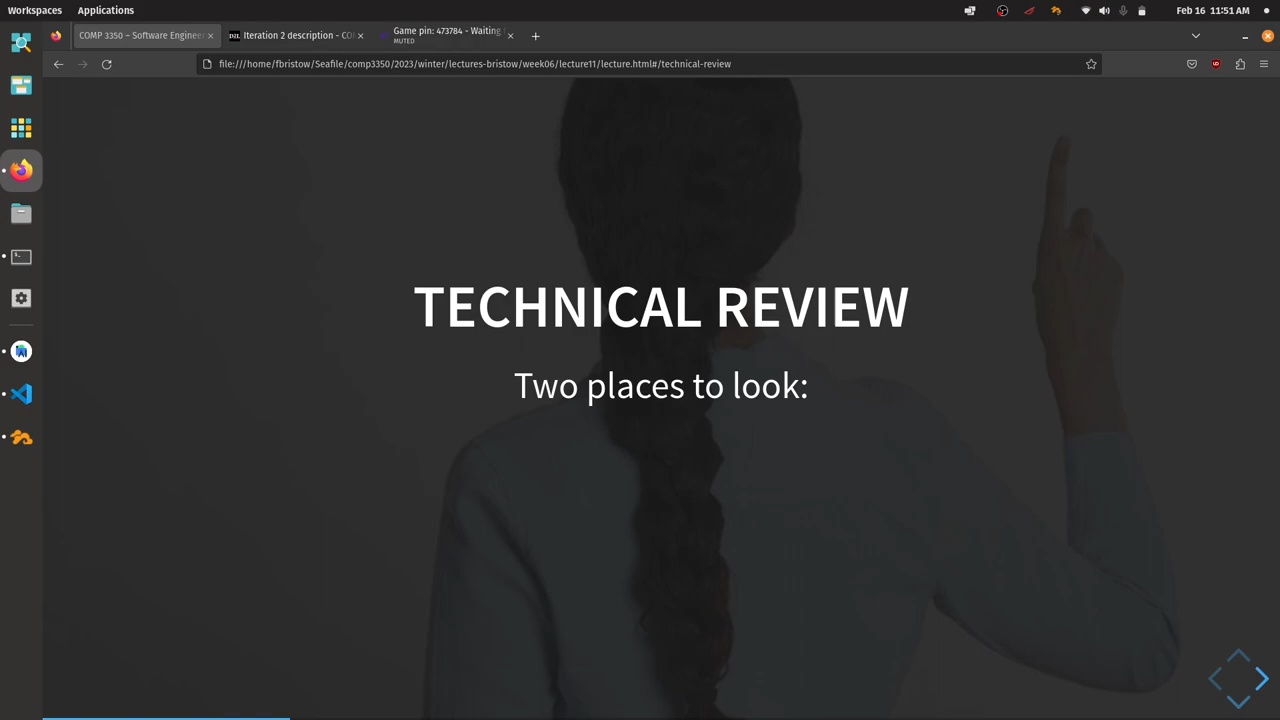 Workspaces Applications Feb 16 11:51 AM
COMP 3350 – Software Engineer Iteration 2 description - CO Game pin: 473784 - Waiting
MUTED
file:///home/fbristow/Seafile/comp3350/2023/winter/lectures-bristow/week06/lecture11/lecture.html#/technical-review
TECHNICAL REVIEW
Two places to look: